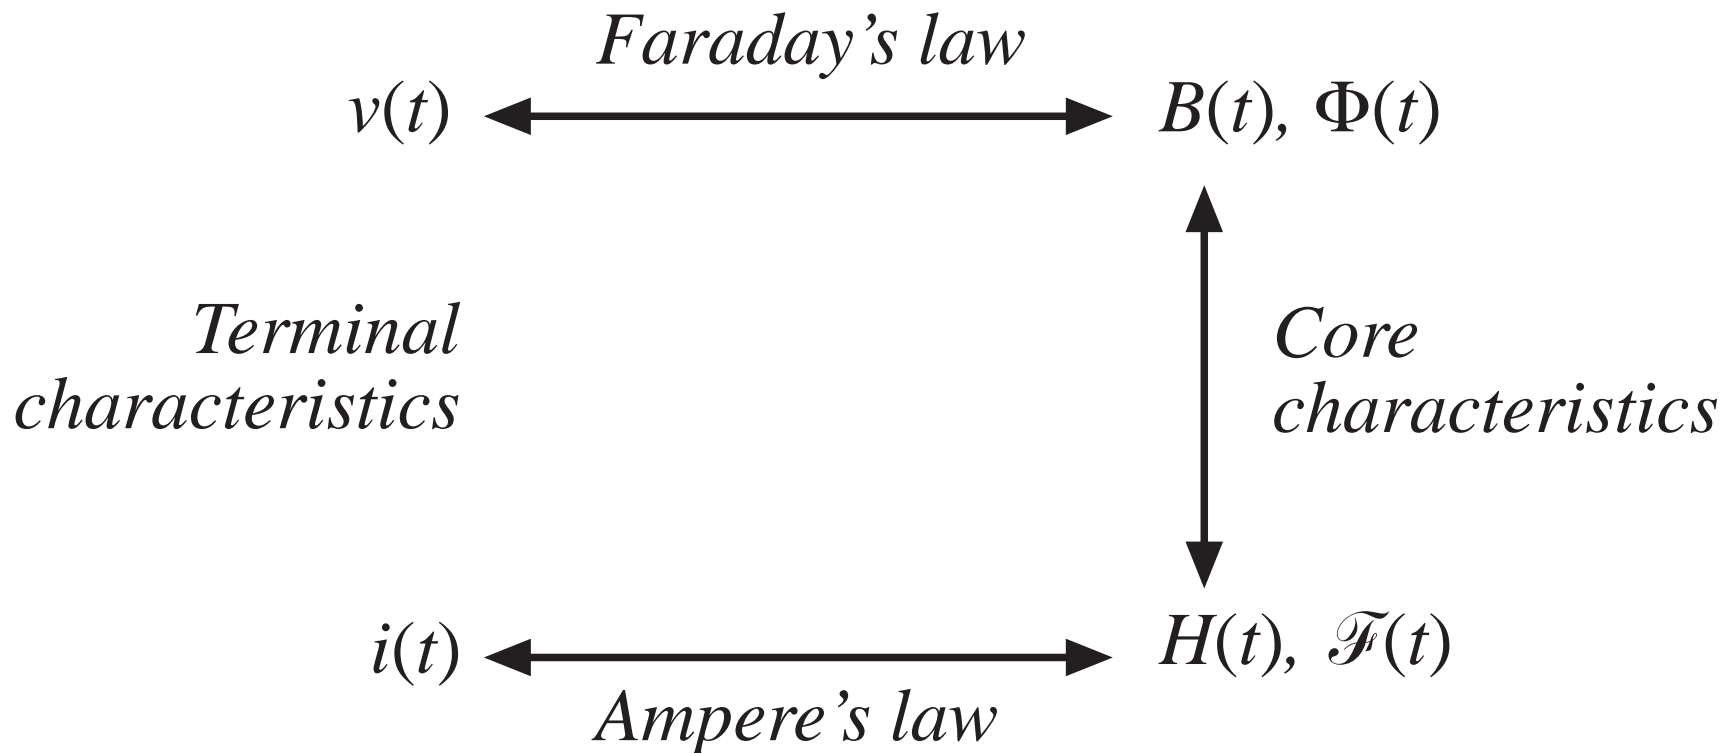 Faraday’s law
v(t)
B(t), Φ(t)
Terminal
characteristics
Core
characteristics
i(t)
H(t), ℱ(t)
Ampere’s law